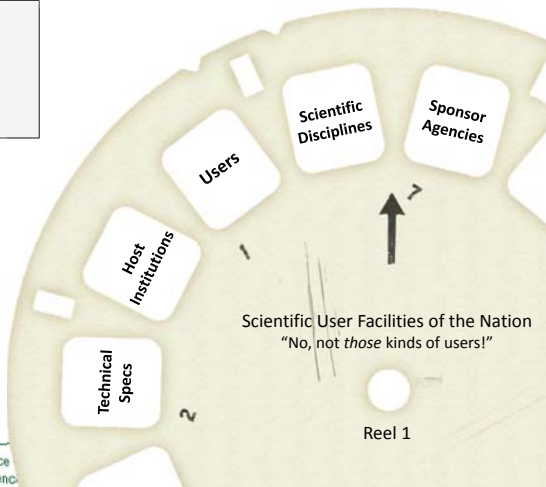 Scientific
Disciplines
Sponsor
Agencies
Users
Host
Institutions
Technical
Specs
7
1
2
Scientific User Facilities of the Nation
“No, not those kinds of users!”
Reel 1